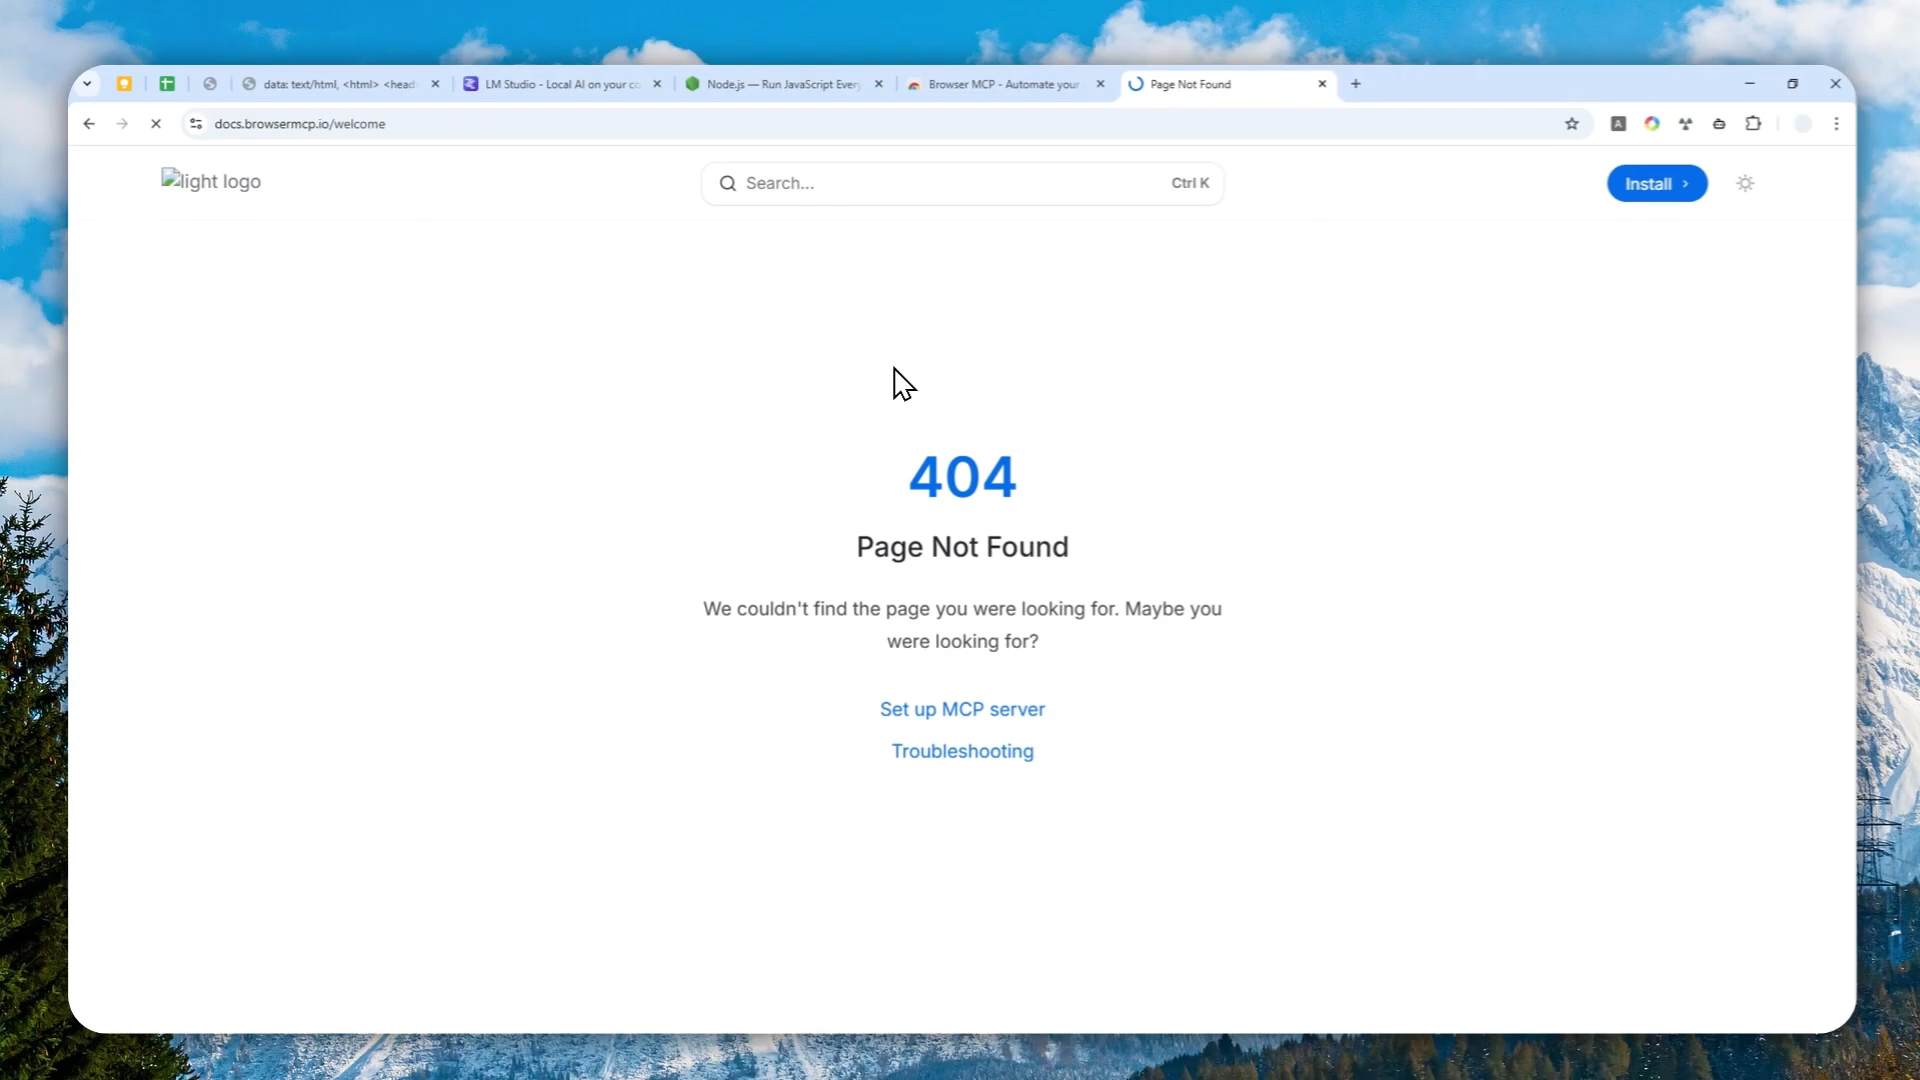 data: text/html, <html> <head
LM Studio - Local AI on your co
Node.js — Run JavaScript Every
Browser MCP - Automate your
Page Not Found
docs.browsermcp.io/welcome
A
light logo
Search...
Ctrl K
Install
404
Page Not Found
We couldn't find the page you were looking for. Maybe you
were looking for?
Set up MCP server
Troubleshooting